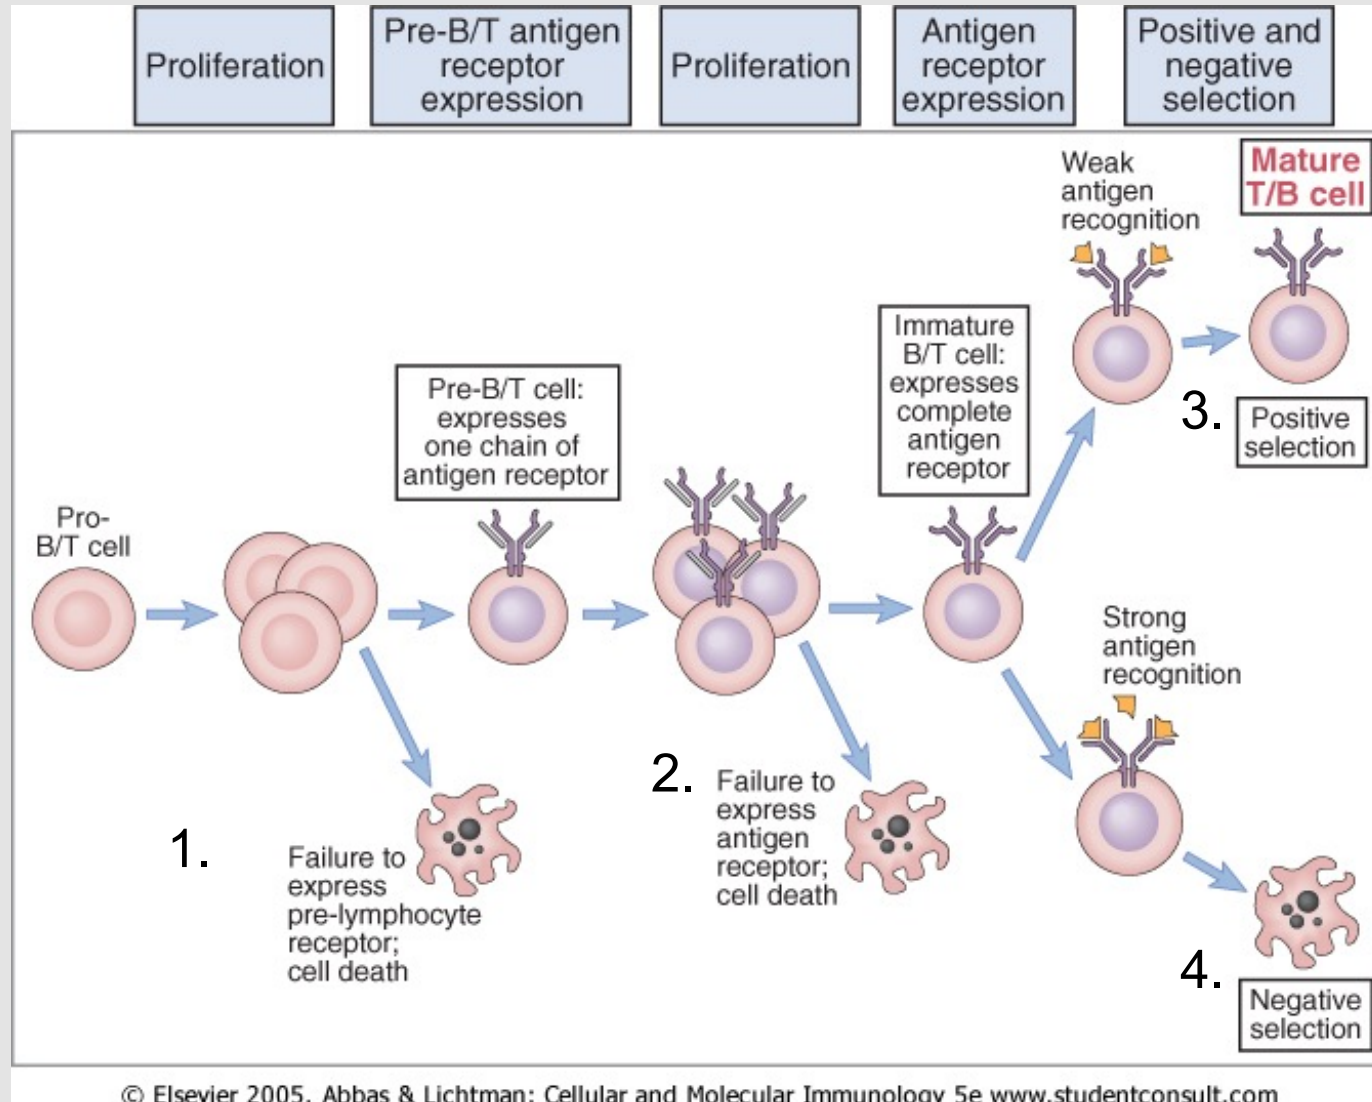 Proliferation
Pre-B/T antigen
receptor
expression
Proliferation
Antigen
receptor
expression
Positive and
negative
selection
Weak
antigen
recognition
Mature
T/B cell
Immature
B/T cell:
expresses
complete
antigen
receptor
Pre-B/T cell:
expresses
one chain of
antigen receptor
3.
Positive
selection
Pro-
B/T cell
Strong
antigen
recognition
1.
Failure to
express
pre-lymphocyte
receptor;
cell death
2.
Failure to
express
antigen
receptor;
cell death
4.
Negative
selection
© Elsevier 2005. Abbas & Lichtman: Cellular and Molecular Immunology 5e www.studentconsult.com